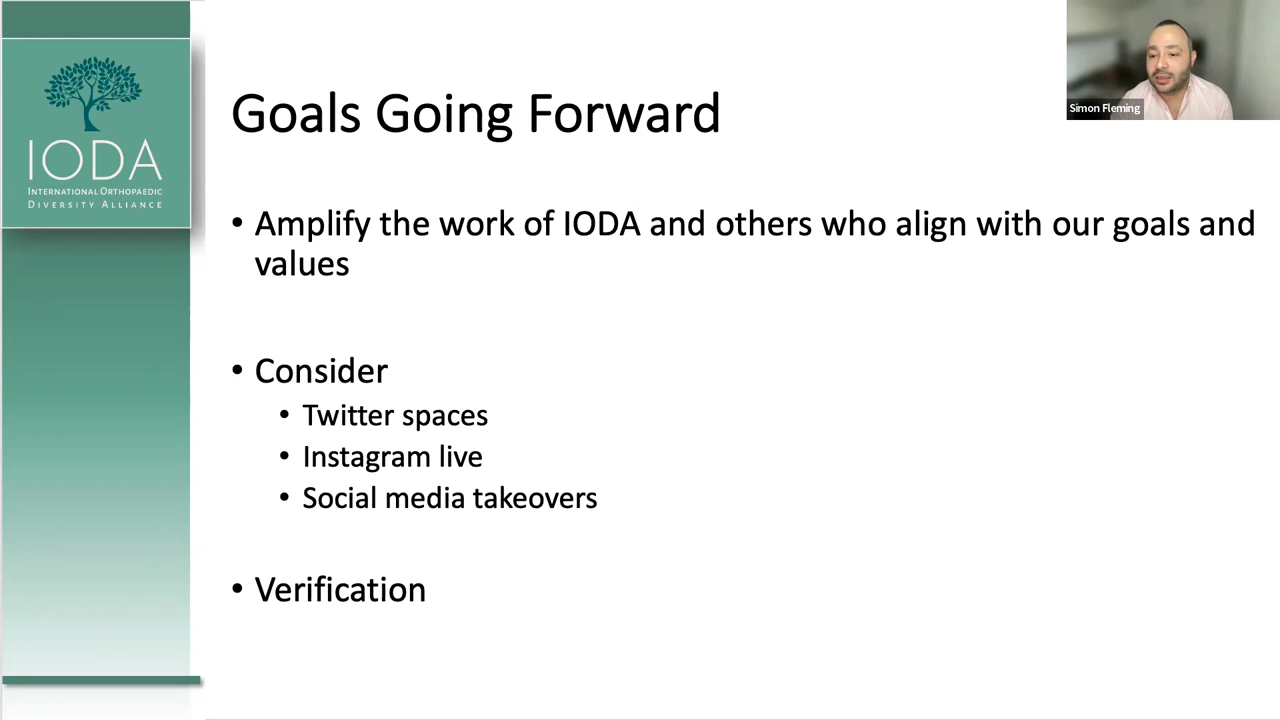 IODA
INTERNATIONAL ORTHOPAEDIC
DIVERSITY ALLIANCE
Goals Going Forward
Simon Fleming
• Amplify the work of IODA and others who align with our goals and
values
• Consider
• Twitter spaces
• Instagram live
• Social media takeovers
• Verification